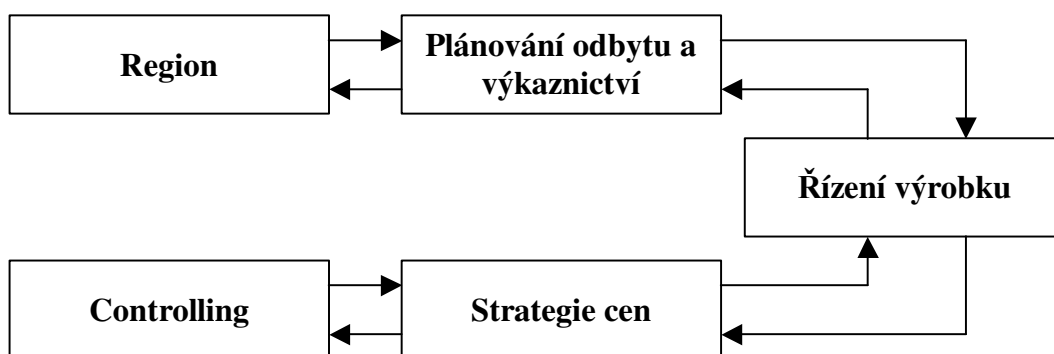 Region
Plánování odbytu a
výkaznictví
Řízení výrobku
Controlling
Strategie cen